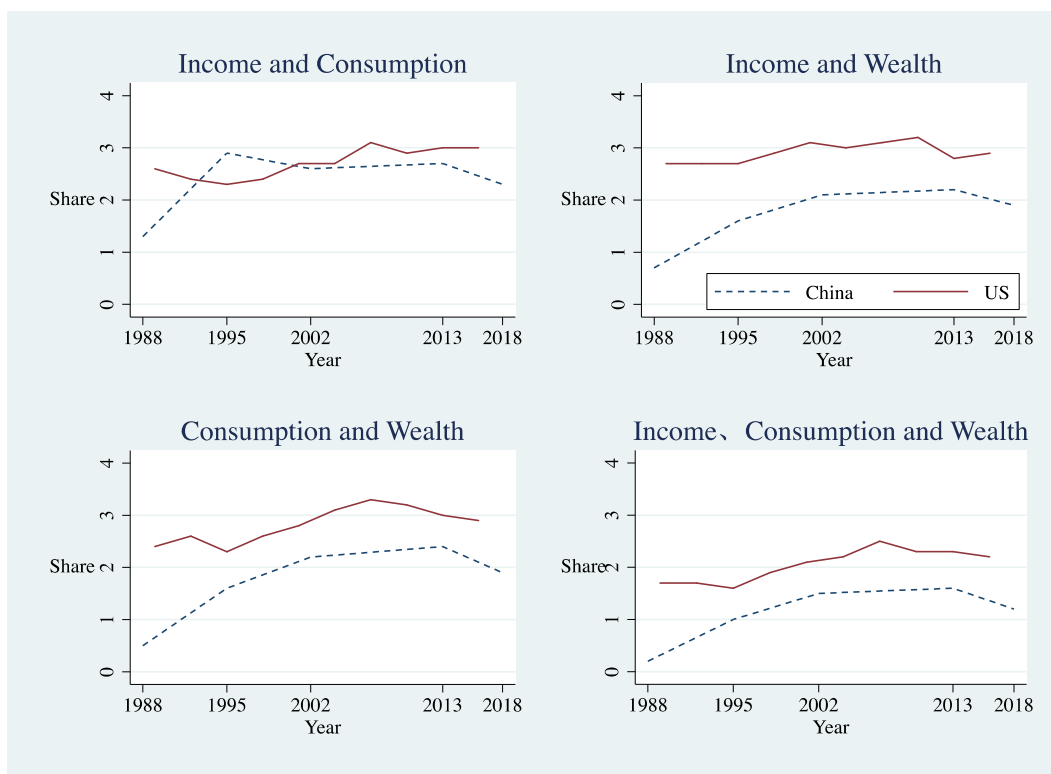 Income and Consumption
4
3
Share 2
1
0
1988 1995 2002 2013 2018
Year
Income and Wealth
4
3
Share 2
1
0
China US
1988 1995 2002 2013 2018
Year
Consumption and Wealth
4
3
Share 2
1
0
1988 1995 2002 2013 2018
Year
Income、Consumption and Wealth
4
3
Share 2
1
0
1988 1995 2002 2013 2018
Year